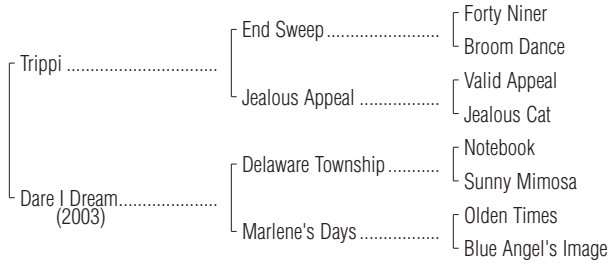 Forty Niner
End Sweep
Broom Dance
Trippi
Valid Appeal
Jealous Appeal
Jealous Cat
Notebook
Delaware Township
Sunny Mimosa
Dare I Dream
(2003)
Olden Times
Marlene's Days
Blue Angel's Image